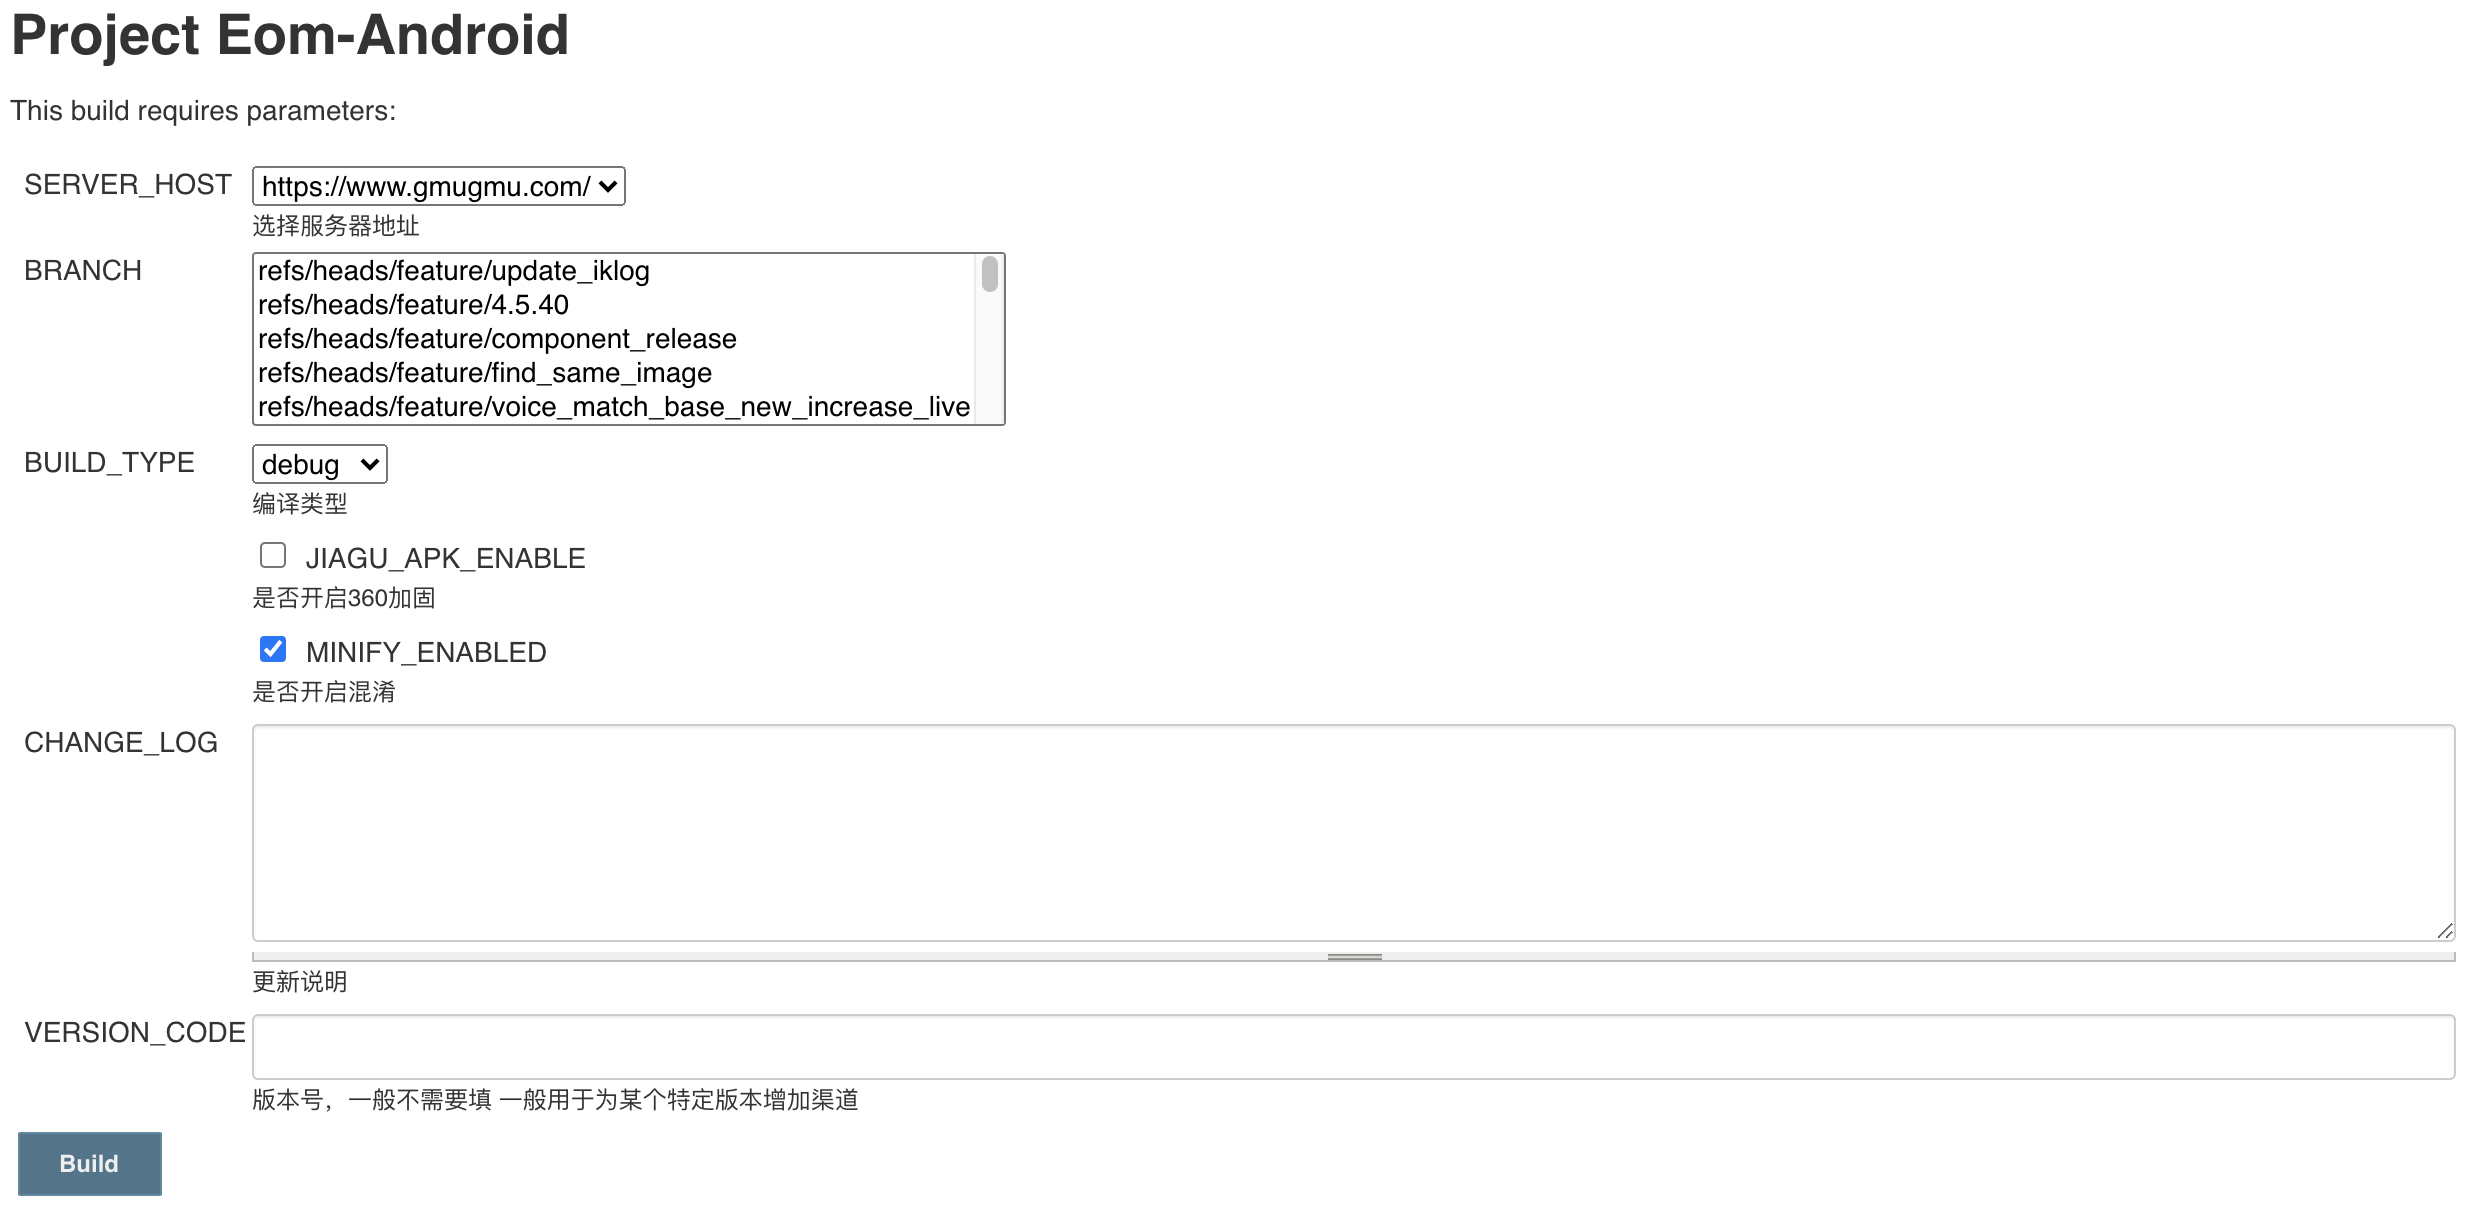 Project Eom-Android
This build requires parameters:
SERVER_HOST https://www.gmugmu.com/
选择服务器地址
BRANCH refs/heads/feature/update_iklog
refs/heads/feature/4.5.40
refs/heads/feature/component_release
refs/heads/feature/find_same_image
refs/heads/feature/voice_match_base_new_increase_live
BUILD_TYPE debug
编译类型
JIAGU_APK_ENABLE
是否开启360加固
MINIFY_ENABLED
是否开启混淆
CHANGE_LOG
更新说明
VERSION_CODE
版本号，一般不需要填 一般用于为某个特定版本增加渠道
Build